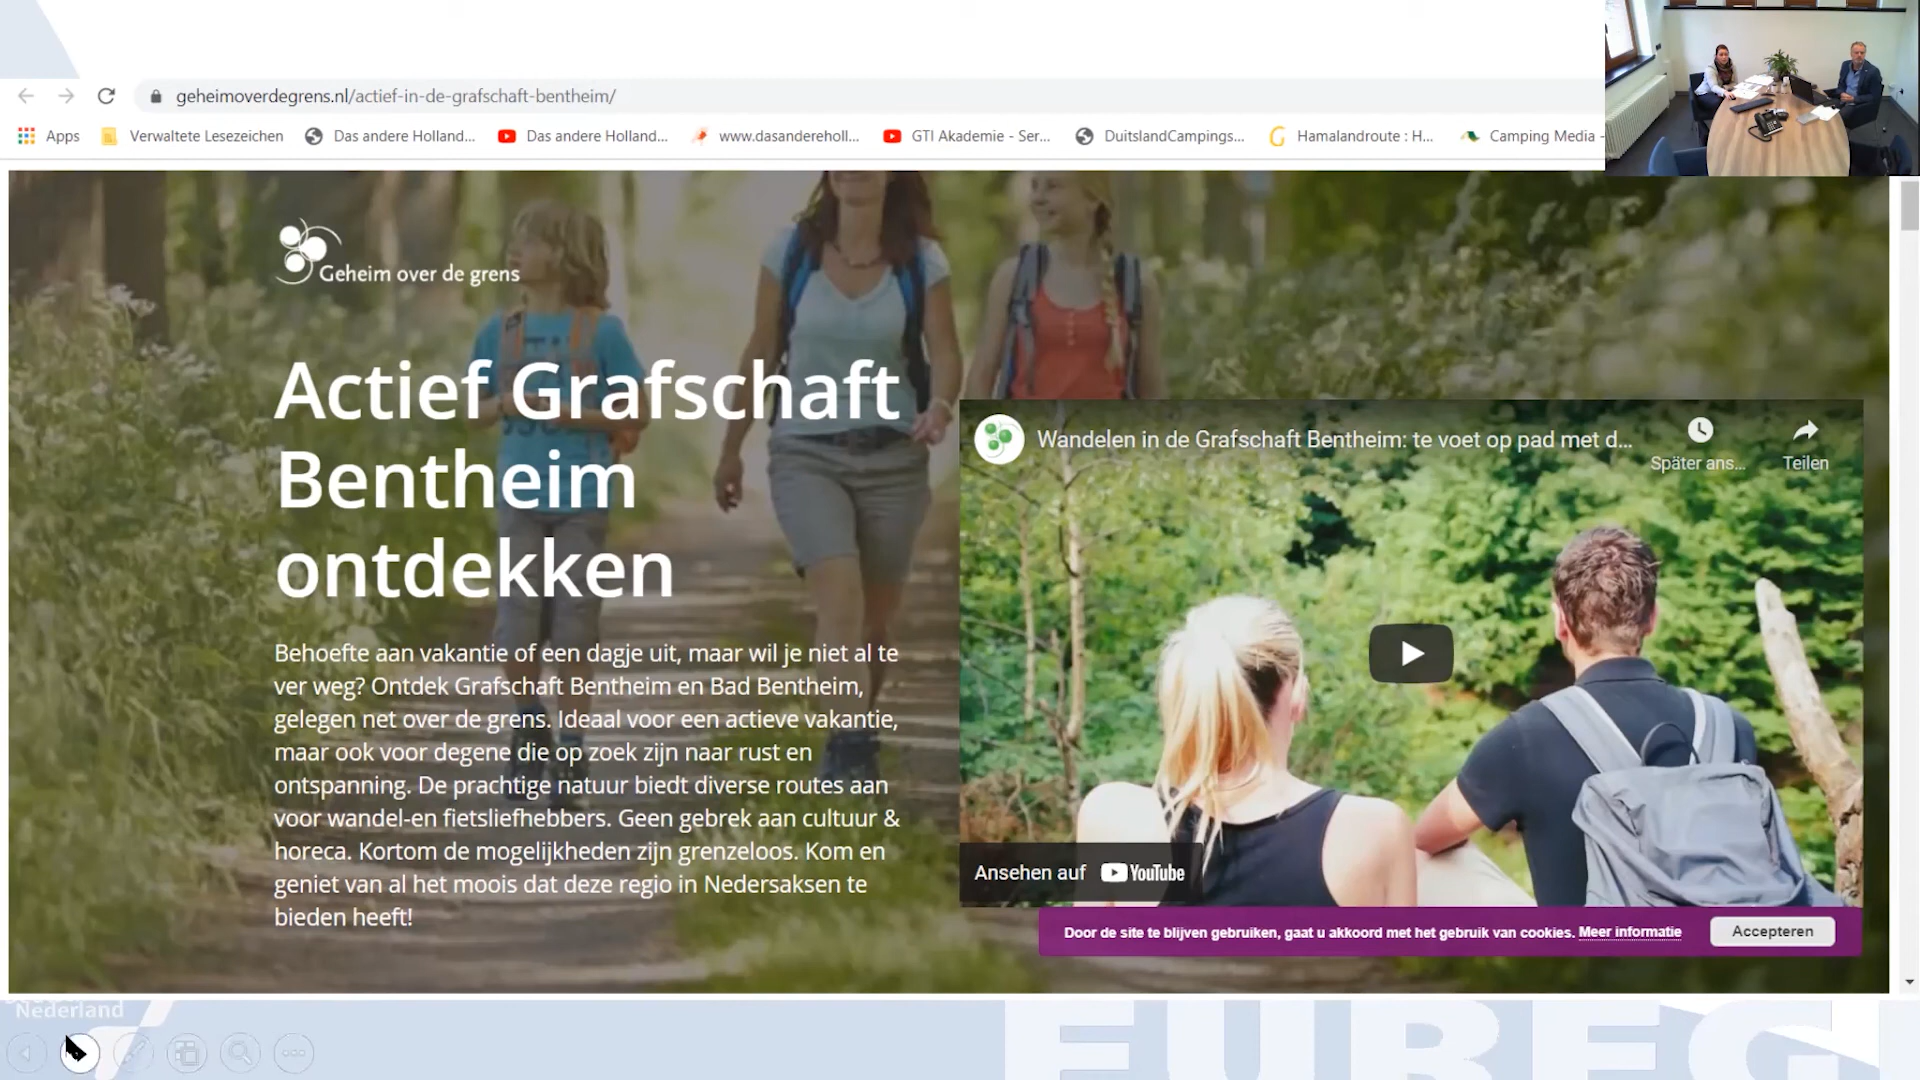 geheimoverdegrens.nl/actief-in-de-grafschaft-bentheim/
Apps
Verwaltete Lesezeichen
Das andere Holland...
Das andere Holland...
www.dasandereholl...
GTI Akademie - Ser...
DuitslandCampings...
Hamalandroute : H...
Camping Media -
Geheim over de grens
Actief Grafschaft
Bentheim
ontdekken
Behoefte aan vakantie of een dagje uit, maar wil je niet al te
ver weg? Ontdek Grafschaft Bentheim en Bad Bentheim,
gelegen net over de grens. Ideaal voor een actieve vakantie,
maar ook voor degene die op zoek zijn naar rust en
ontspanning. De prachtige natuur biedt diverse routes aan
voor wandel-en fietsliefhebbers. Geen gebrek aan cultuur &
horeca. Kortom de mogelijkheden zijn grenzeloos. Kom en
geniet van al het moois dat deze regio in Nedersaksen te
bieden heeft!
Wandelen in de Grafschaft Bentheim: te voet op pad met d...
Später ans...
Teilen
Ansehen auf YouTube
Door de site te blijven gebruiken, gaat u akkoord met het gebruik van cookies. Meer informatie
Accepteren
Nederland
EUREG